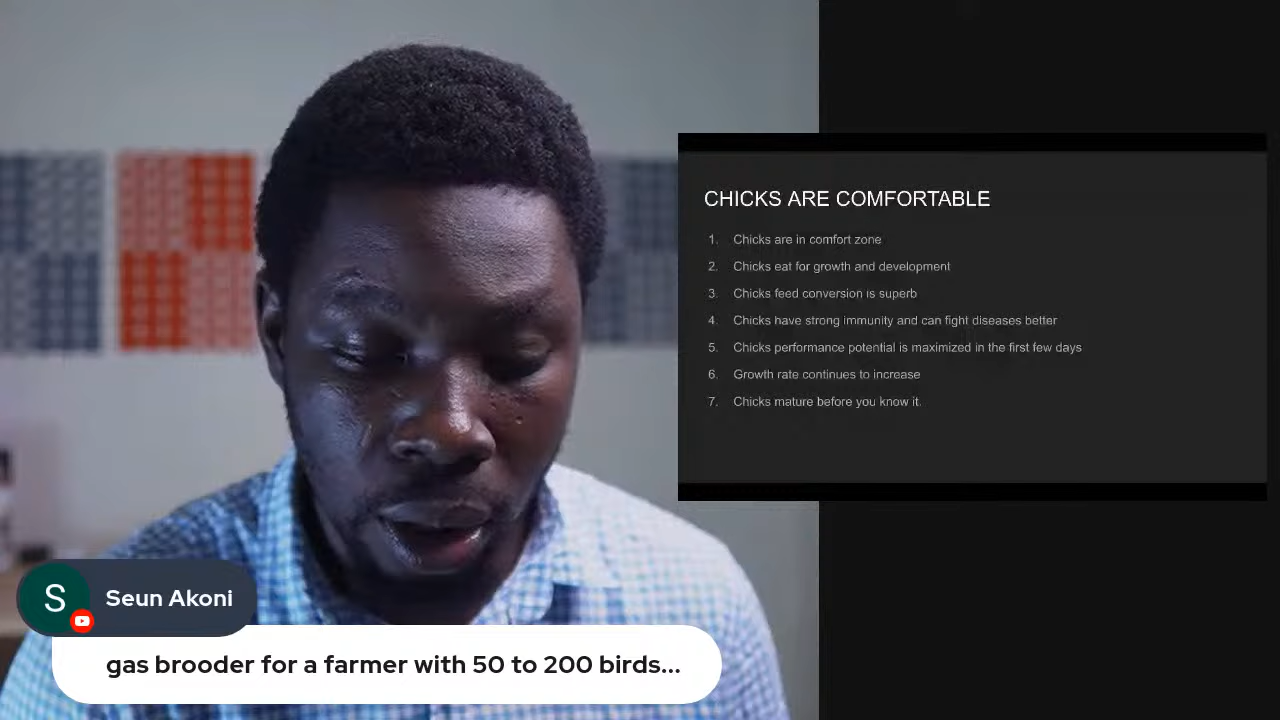 CHICKS ARE COMFORTABLE
1. Chicks are in comfort zone
2. Chicks eat for growth and development
3. Chicks feed conversion is superb
4. Chicks have strong immunity and can fight diseases better
5. Chicks performance potential is maximized in the first few days
6. Growth rate continues to increase
7. Chicks mature before you know it.
S
Seun Akoni
gas brooder for a farmer with 50 to 200 birds...